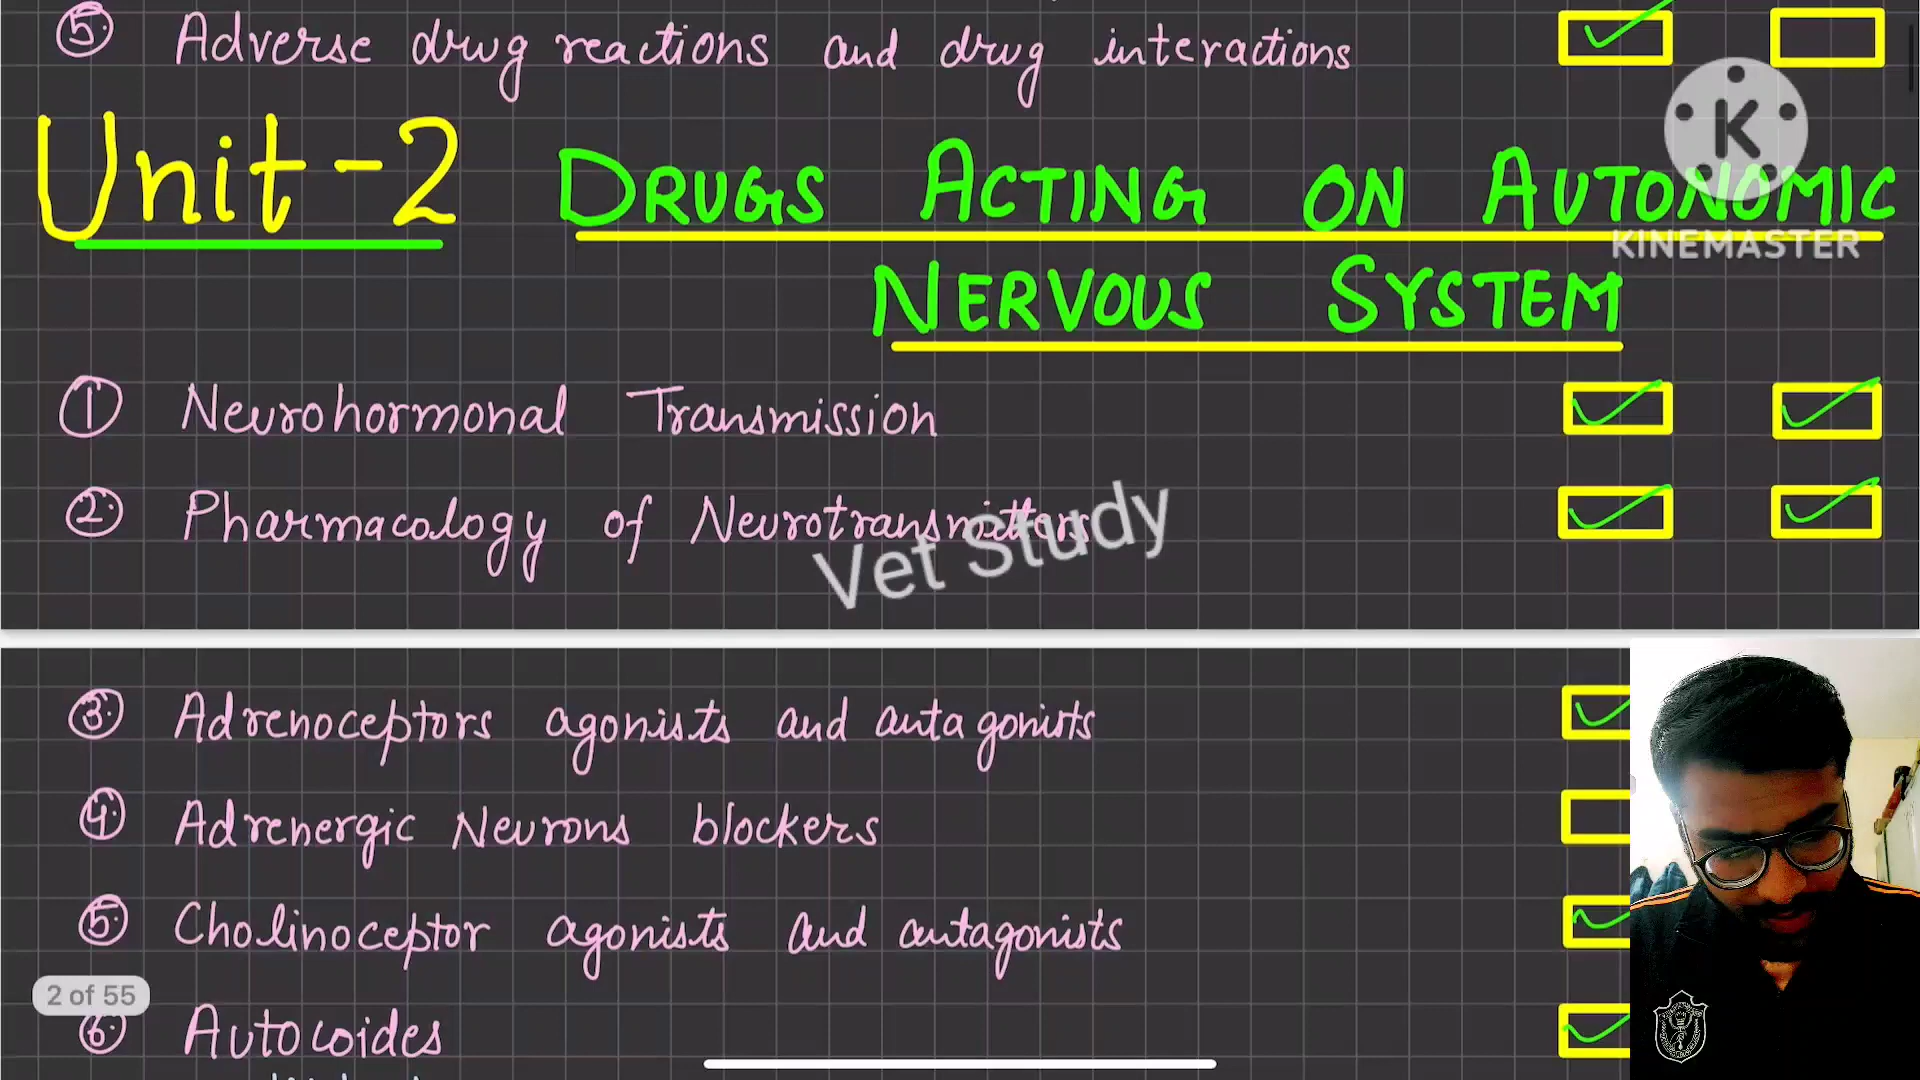 5. Adverse drug reactions and drug interactions
Unit-2 DRUGS ACTING ON AUTONOMIC
NERVOUS SYSTEM
K
KINEMASTER
1 Neurohormonal Transmission
2. Pharmacology of Neurotransmitters
Vet Study
3. Adrenoceptors agonists and antagonists
4. Adrenergic Neurons blockers
5. Cholinoceptor agonists and antagonists
2 of 55
6. Autocoides